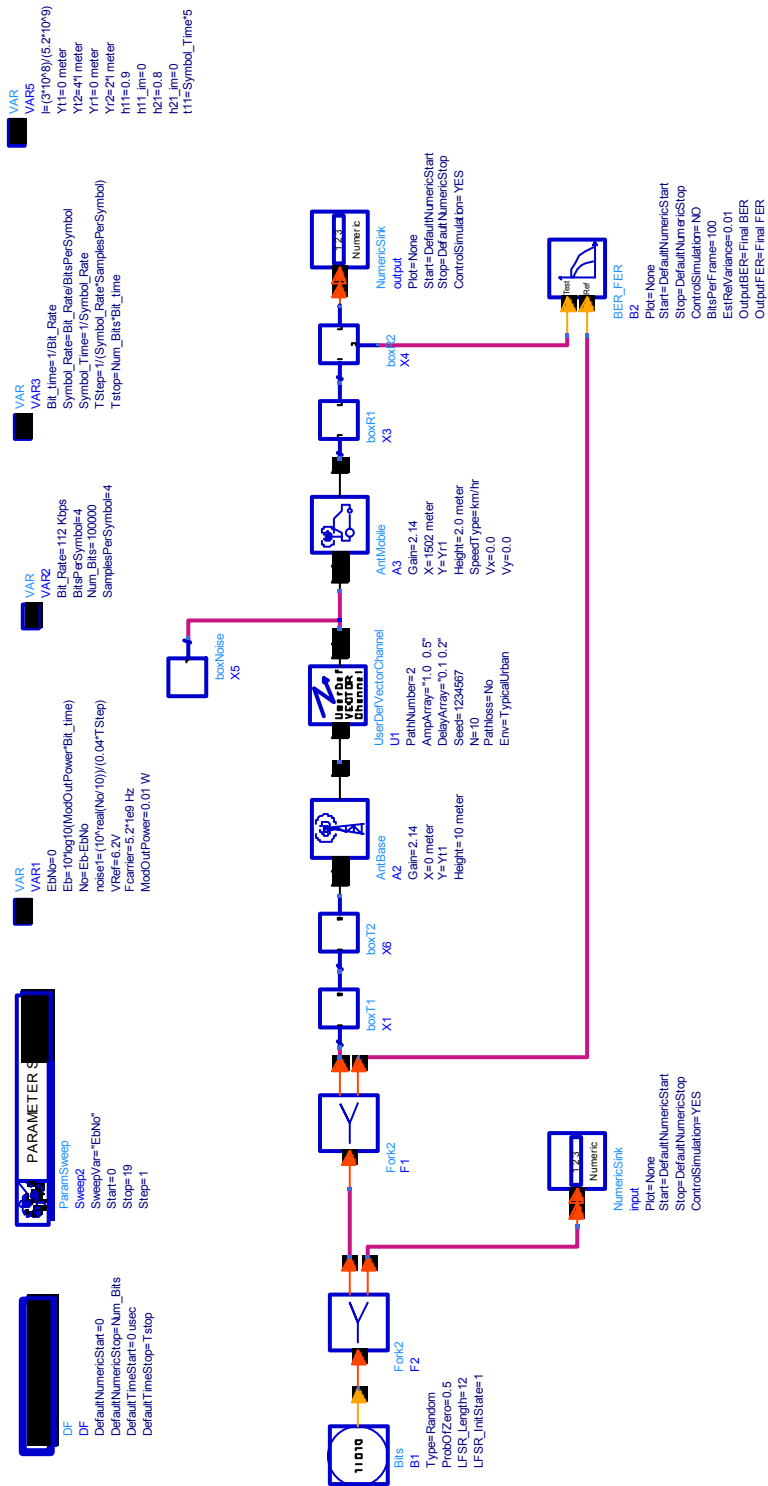 DF
DF
DefaultNumericStart=0
DefaultNumericStop=Num_Bits
DefaultTimeStart=0 usec
DefaultTimeStop=Tstop
PARAMETER S
ParamSweep
Sweep2
SweepVar="EbNo"
Start=0
Stop=19
Step=1
VAR
VAR1
EbNo=0
Eb=10*log10(ModOutPower*Bit_time)
No=Eb-EbNo
noise1=(10^real(No/10))/(0.04*TStep)
VRef=6.2V
Fcarrier=5.2*1e9 Hz
ModOutPower=0.01 W
VAR
VAR2
Bit_Rate=112 Kbps
BitsPerSymbol=4
Num_Bits=100000
SamplesPerSymbol=4
VAR
VAR3
Bit_time=1/Bit_Rate
Symbol_Rate=Bit_Rate/BitsPerSymbol
Symbol_Time=1/Symbol_Rate
TStep=1/(Symbol_Rate*SamplesPerSymbol)
Tstop=Num_Bits*Bit_time
VAR
VAR5
l=(3*10^8)/(5.2*10^9)
Yt1=0 meter
Yt2=4*l meter
Yr1=0 meter
Yr2=2*l meter
h11=0.9
h11_im=0
h21=0.8
h21_im=0
t11=Symbol_Time*5
boxNoise
X5
Bits
B1
Type=Random
ProbOfZero=0.5
LFSR_Length=12
LFSR_InitState=1
Fork2
F2
Fork2
F1
boxT1
X1
boxT2
X6
AntBase
A2
Gain=2.14
X=0 meter
Y=Yt1
Height=10 meter
UserDef
VECTOR
Channel
UserDefVectorChannel
U1
PathNumber=2
AmpArray="1.0 0.5"
DelayArray="0.1 0.2"
Seed=1234567
N=10
Pathloss=No
Env=TypicalUrban
AntMobile
A3
Gain=2.14
X=1502 meter
Y=Yr1
Height=2.0 meter
SpeedType=km/hr
Vx=0.0
Vy=0.0
boxR1
X3
boxR2
X4
1 2 3
Numeric
NumericSink
output
Plot=None
Start=DefaultNumericStart
Stop=DefaultNumericStop
ControlSimulation=YES
1 2 3
Numeric
NumericSink
input
Plot=None
Start=DefaultNumericStart
Stop=DefaultNumericStop
ControlSimulation=YES
Test
Ref
BER_FER
B2
Plot=None
Start=DefaultNumericStart
Stop=DefaultNumericStop
ControlSimulation=NO
BitsPerFrame=100
EstRelVariance=0.01
OutputBER=Final BER
OutputFER=Final FER